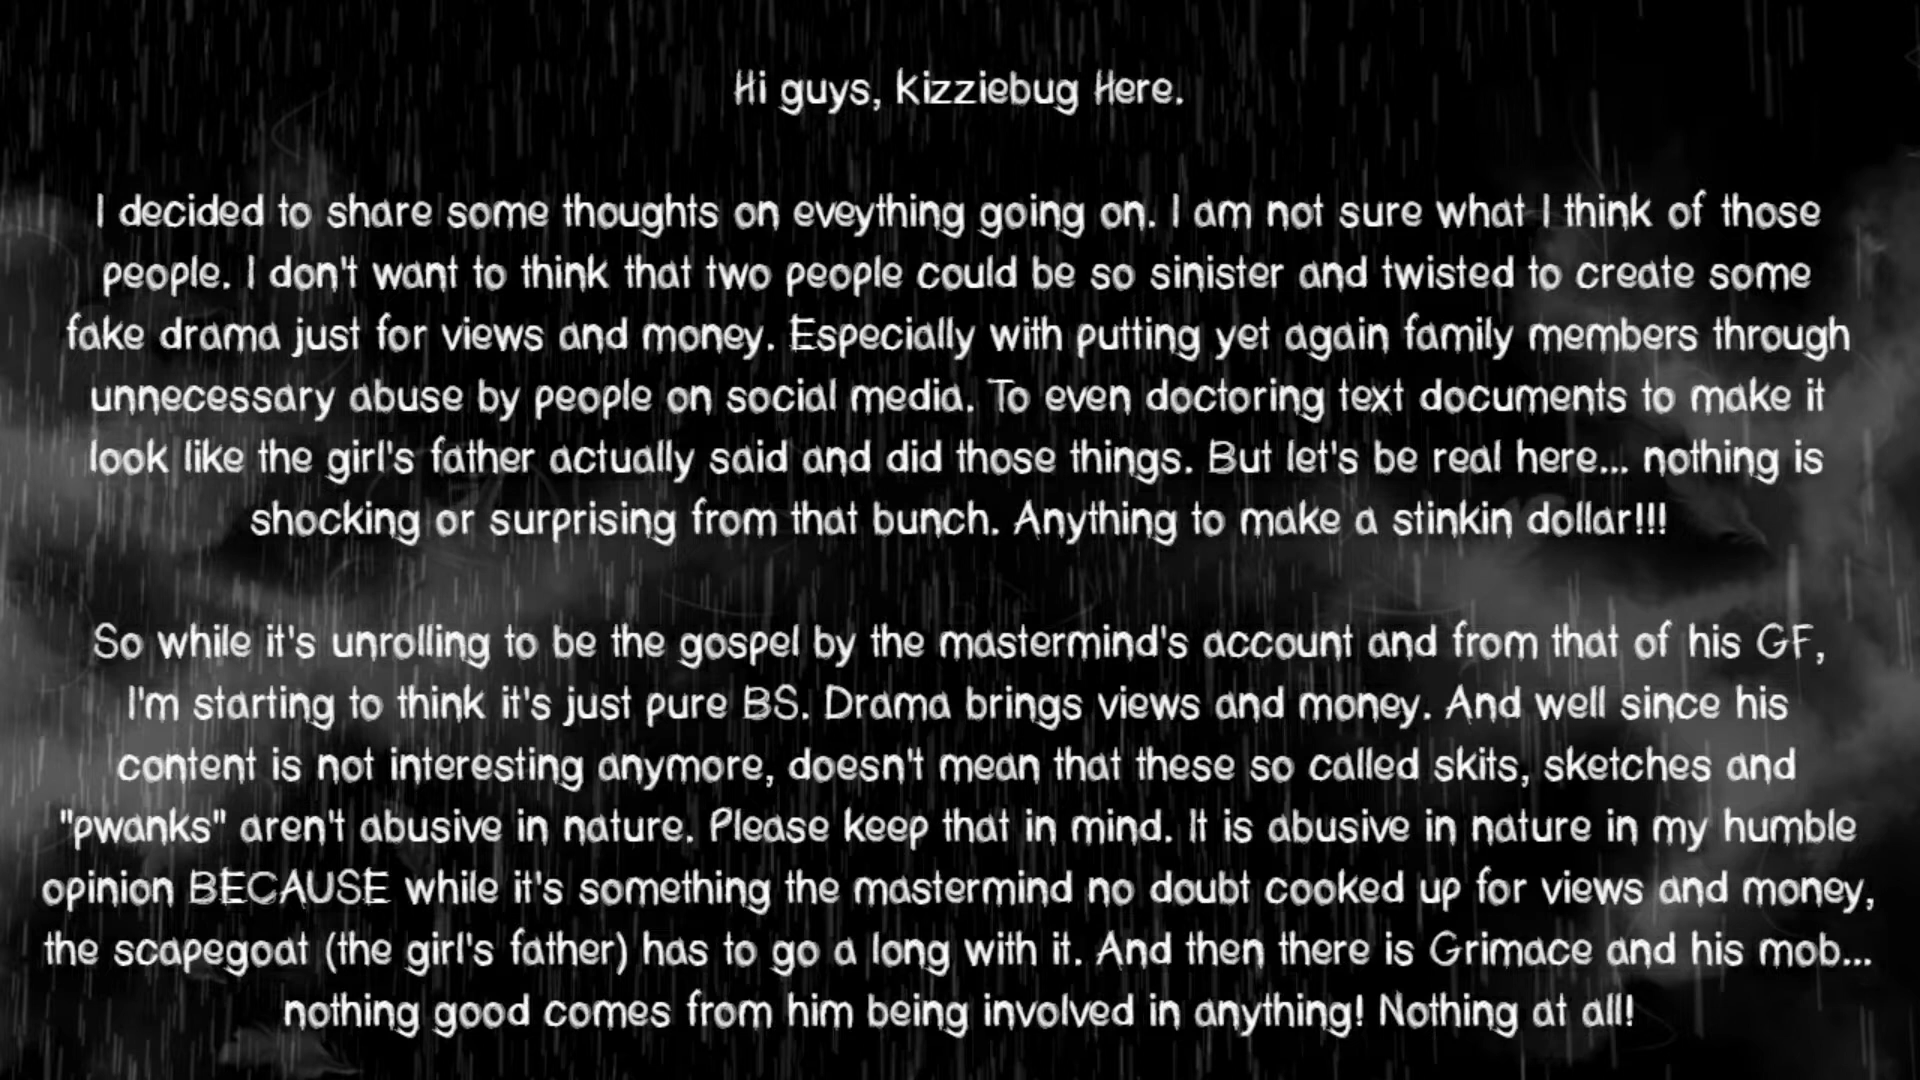 Hi guys, Kizziebug Here.
I decided to share some thoughts on eveything going on. I am not sure what I think of those
people. I don't want to think that two people could be so sinister and twisted to create some
fake drama just for views and money. Especially with putting yet again family members through
unnecessary abuse by people on social media. To even doctoring text documents to make it
look like the girl's father actually said and did those things. But let's be real here... nothing is
shocking or surprising from that bunch. Anything to make a stinkin dollar!!!
So while it's unrolling to be the gospel by the mastermind's account and from that of his GF,
I'm starting to think it's just pure BS. Drama brings views and money. And well since his
content is not interesting anymore, doesn't mean that these so called skits, sketches and
"pwanks" aren't abusive in nature. Please keep that in mind. It is abusive in nature in my humble
opinion BECAUSE while it's something the mastermind no doubt cooked up for views and money,
the scapegoat (the girl's father) has to go a long with it. And then there is Grimace and his mob...
nothing good comes from him being involved in anything! Nothing at all!